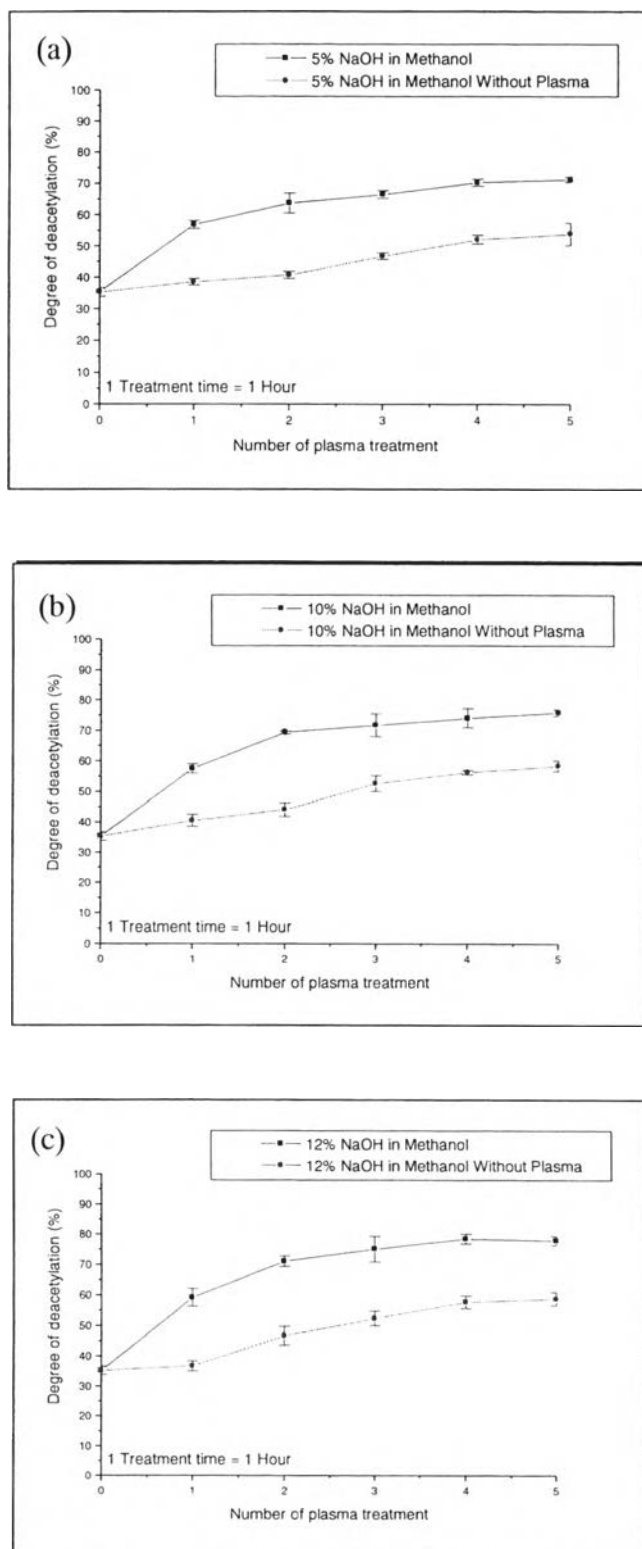 (a)
5% NaOH in Methanol
5% NaOH in Methanol Without Plasma
100
90
80
70
60
50
40
30
20
10
0
Degree of deacetylation (%)
1 Treatment time = 1 Hour
0 1 2 3 4 5
Number of plasma treatment
(b)
10% NaOH in Methanol
10% NaOH in Methanol Without Plasma
100
90
80
70
60
50
40
30
20
10
0
Degree of deacetylation (%)
1 Treatment time = 1 Hour
0 1 2 3 4 5
Number of plasma treatment
(c)
12% NaOH in Methanol
12% NaOH in Methanol Without Plasma
100
90
80
70
60
50
40
30
20
10
0
Degree of deacetylation (%)
1 Treatment time = 1 Hour
0 1 2 3 4 5
Number of plasma treatment